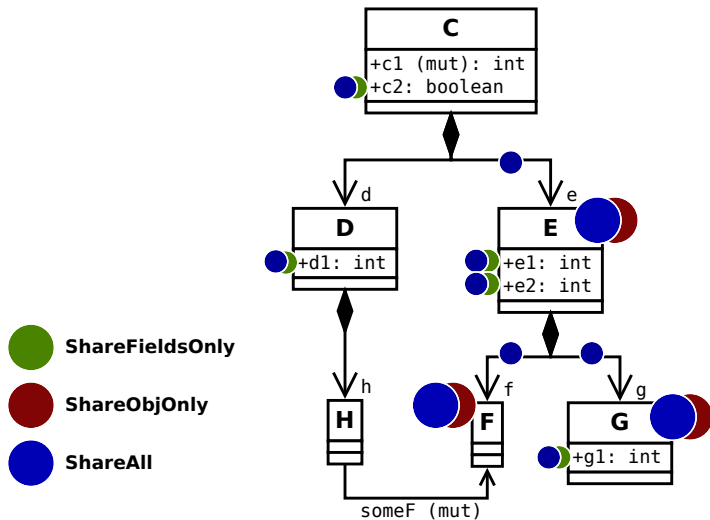 C
+c1 (mut): int
+c2: boolean
d
e
D
E
+d1: int
+e1: int
+e2: int
ShareFieldsOnly
ShareObjOnly
ShareAll
h
f
g
H
F
G
+g1: int
someF (mut)